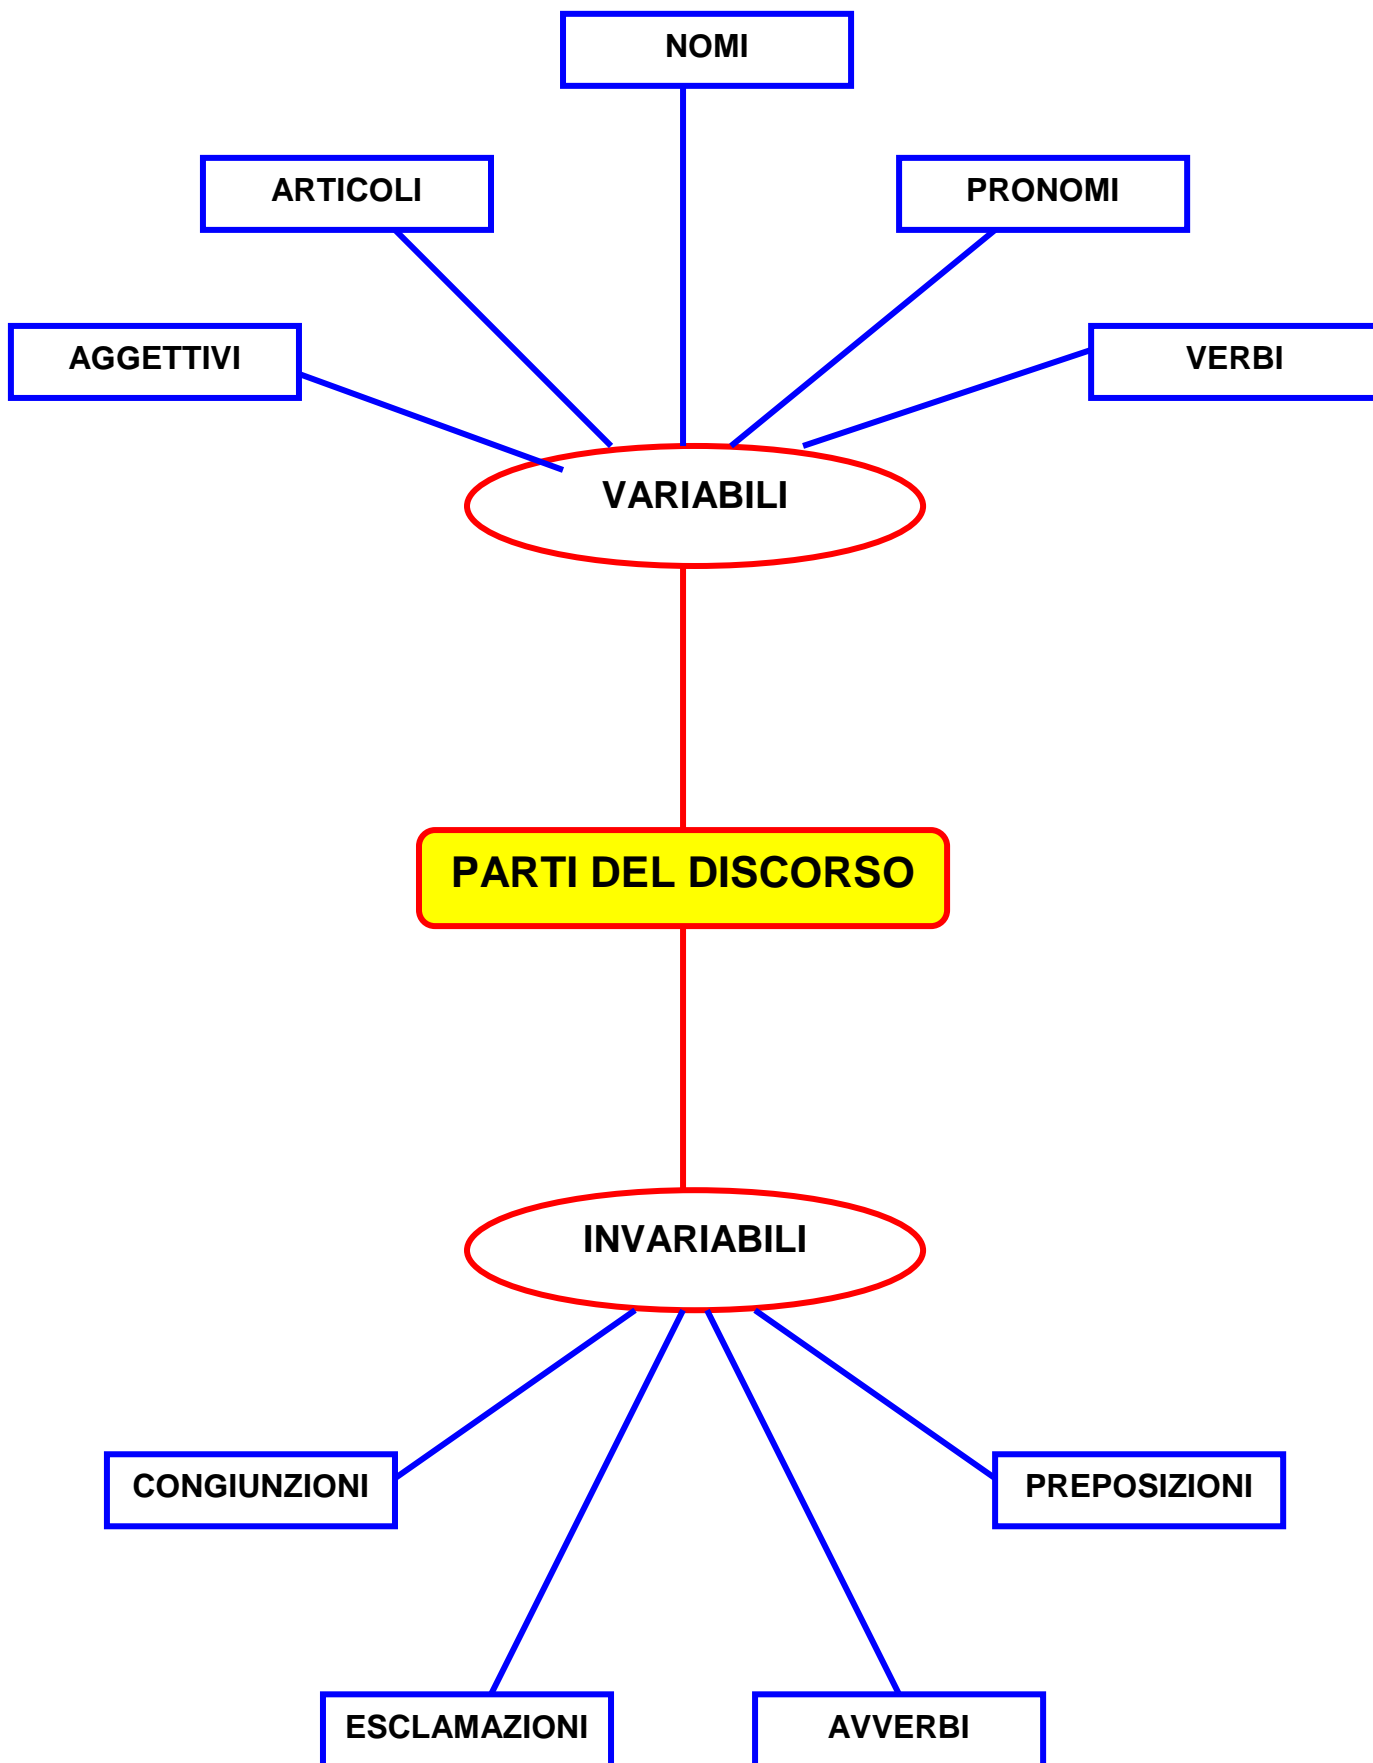 NOMI
ARTICOLI
PRONOMI
AGGETTIVI
VERBI
VARIABILI
PARTI DEL DISCORSO
INVARIABILI
CONGIUNZIONI
PREPOSIZIONI
ESCLAMAZIONI
AVVERBI